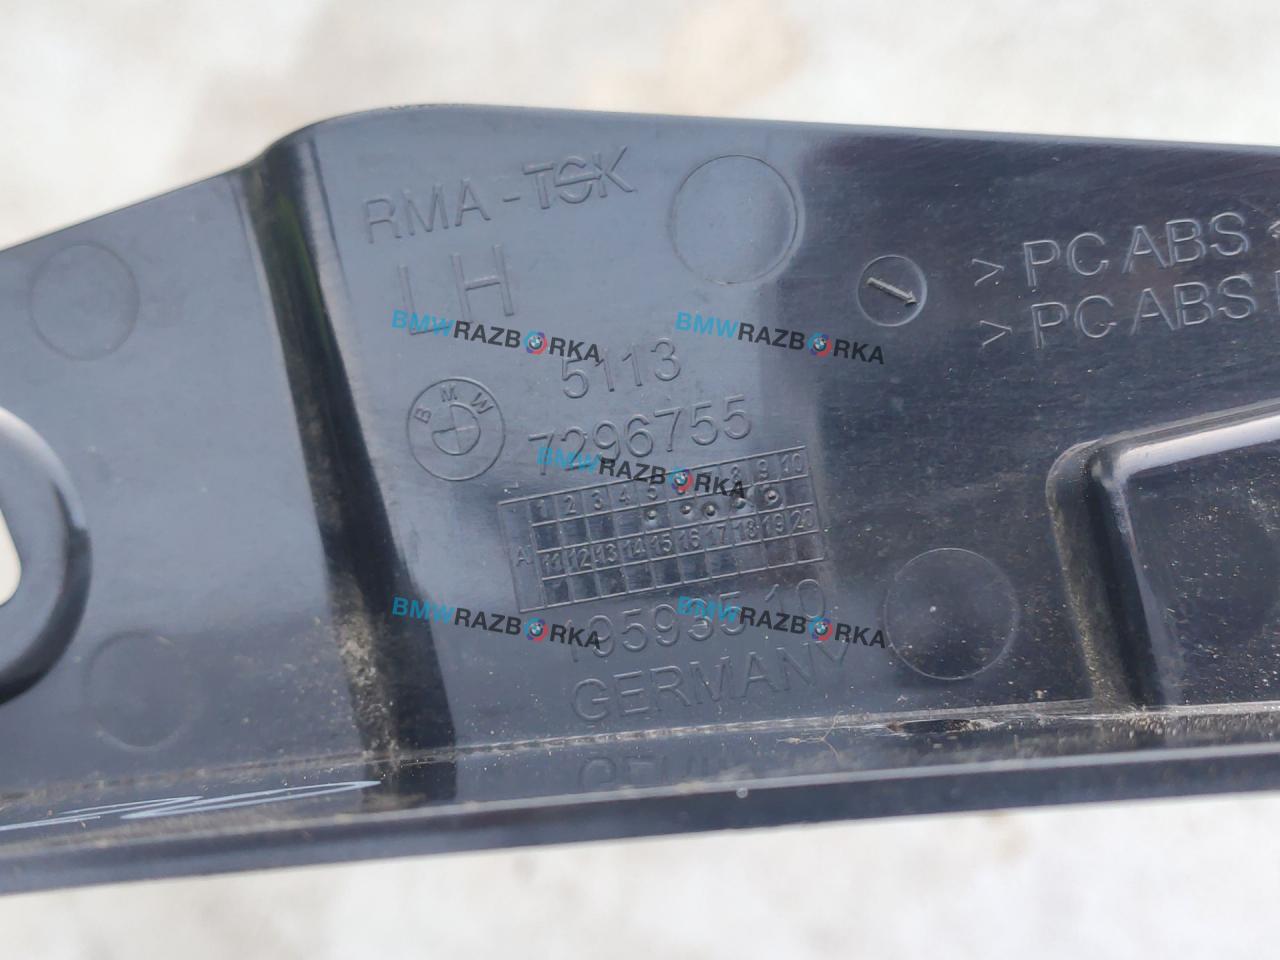 RMA-TSK
LH
> PC ABS
> PC ABS
BMWRAZBORKA
BMWRAZBORKA
5113
BMW
7296755
BMWRAZBORKA
1 2 3 4 5 7 8 9 10
A
11 12 13 14 15 16 17 18 19 20
10593510
BMWRAZBORKA
BMWRAZBORKA
GERMANY